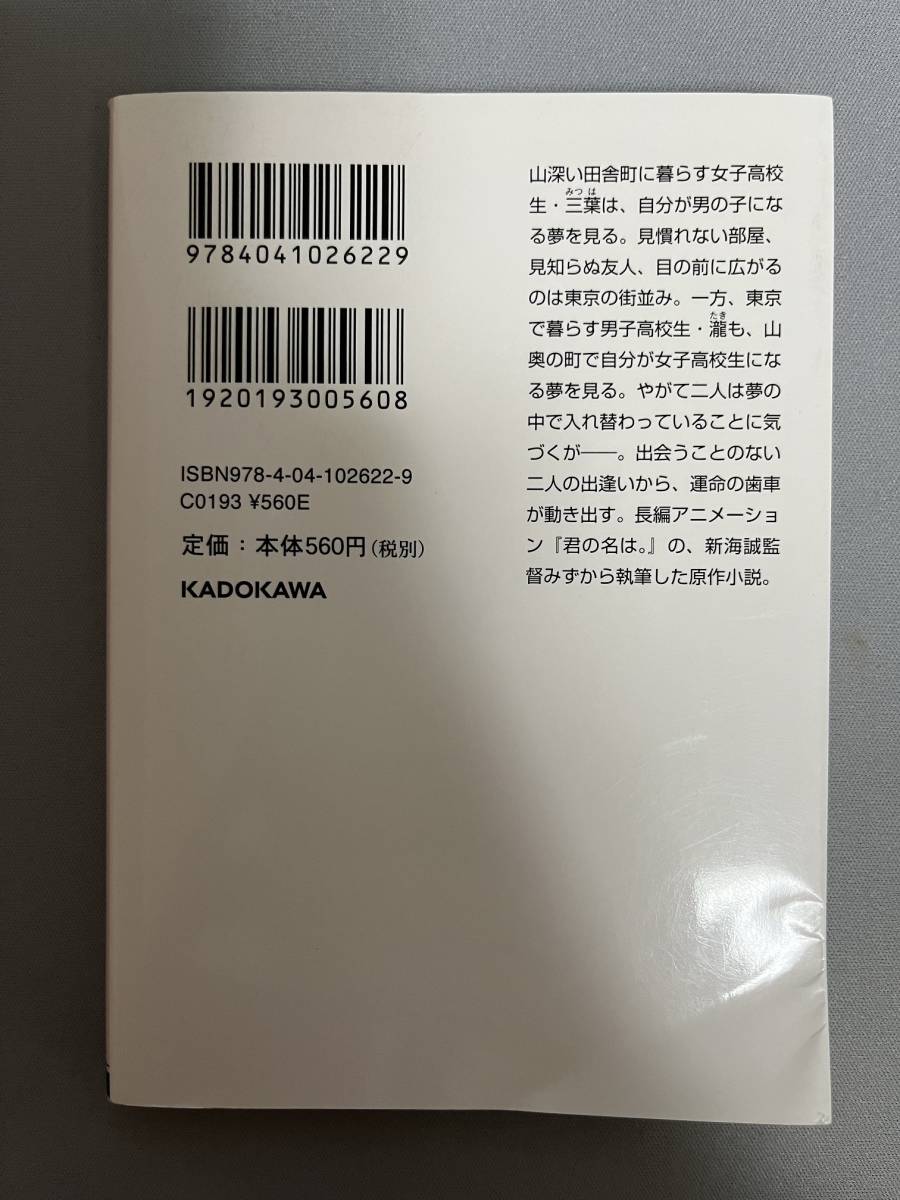 9784041026229
1920193005608
ISBN978-4-04-102622-9
C0193 ¥560E
定価：本体560円（税別）
KADOKAWA
山深い田舎町に暮らす女子高校
生・三葉は、自分が男の子にな
る夢を見る。見慣れない部屋、
見知らぬ友人、目の前に広がる
のは東京の街並み。一方、東京
で暮らす男子高校生・瀧も、山
奥の町で自分が女子高校生にな
る夢を見る。やがて二人は夢の
中で入れ替わっていることに気
づくが――。出会うことのない
二人の出逢いから、運命の歯車
が動き出す。長編アニメーショ
ン『君の名は。』の、新海誠監
督みずから執筆した原作小説。
みつは
たき